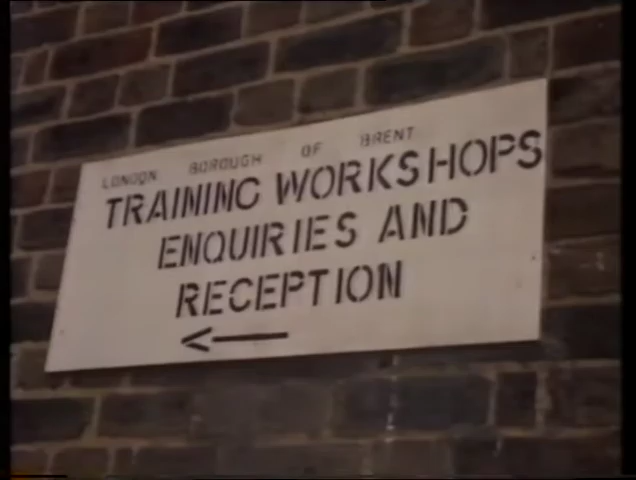 LONDON BOROUGH OF BRENT
TRAINING WORKSHOPS
ENQUIRIES AND
RECEPTION